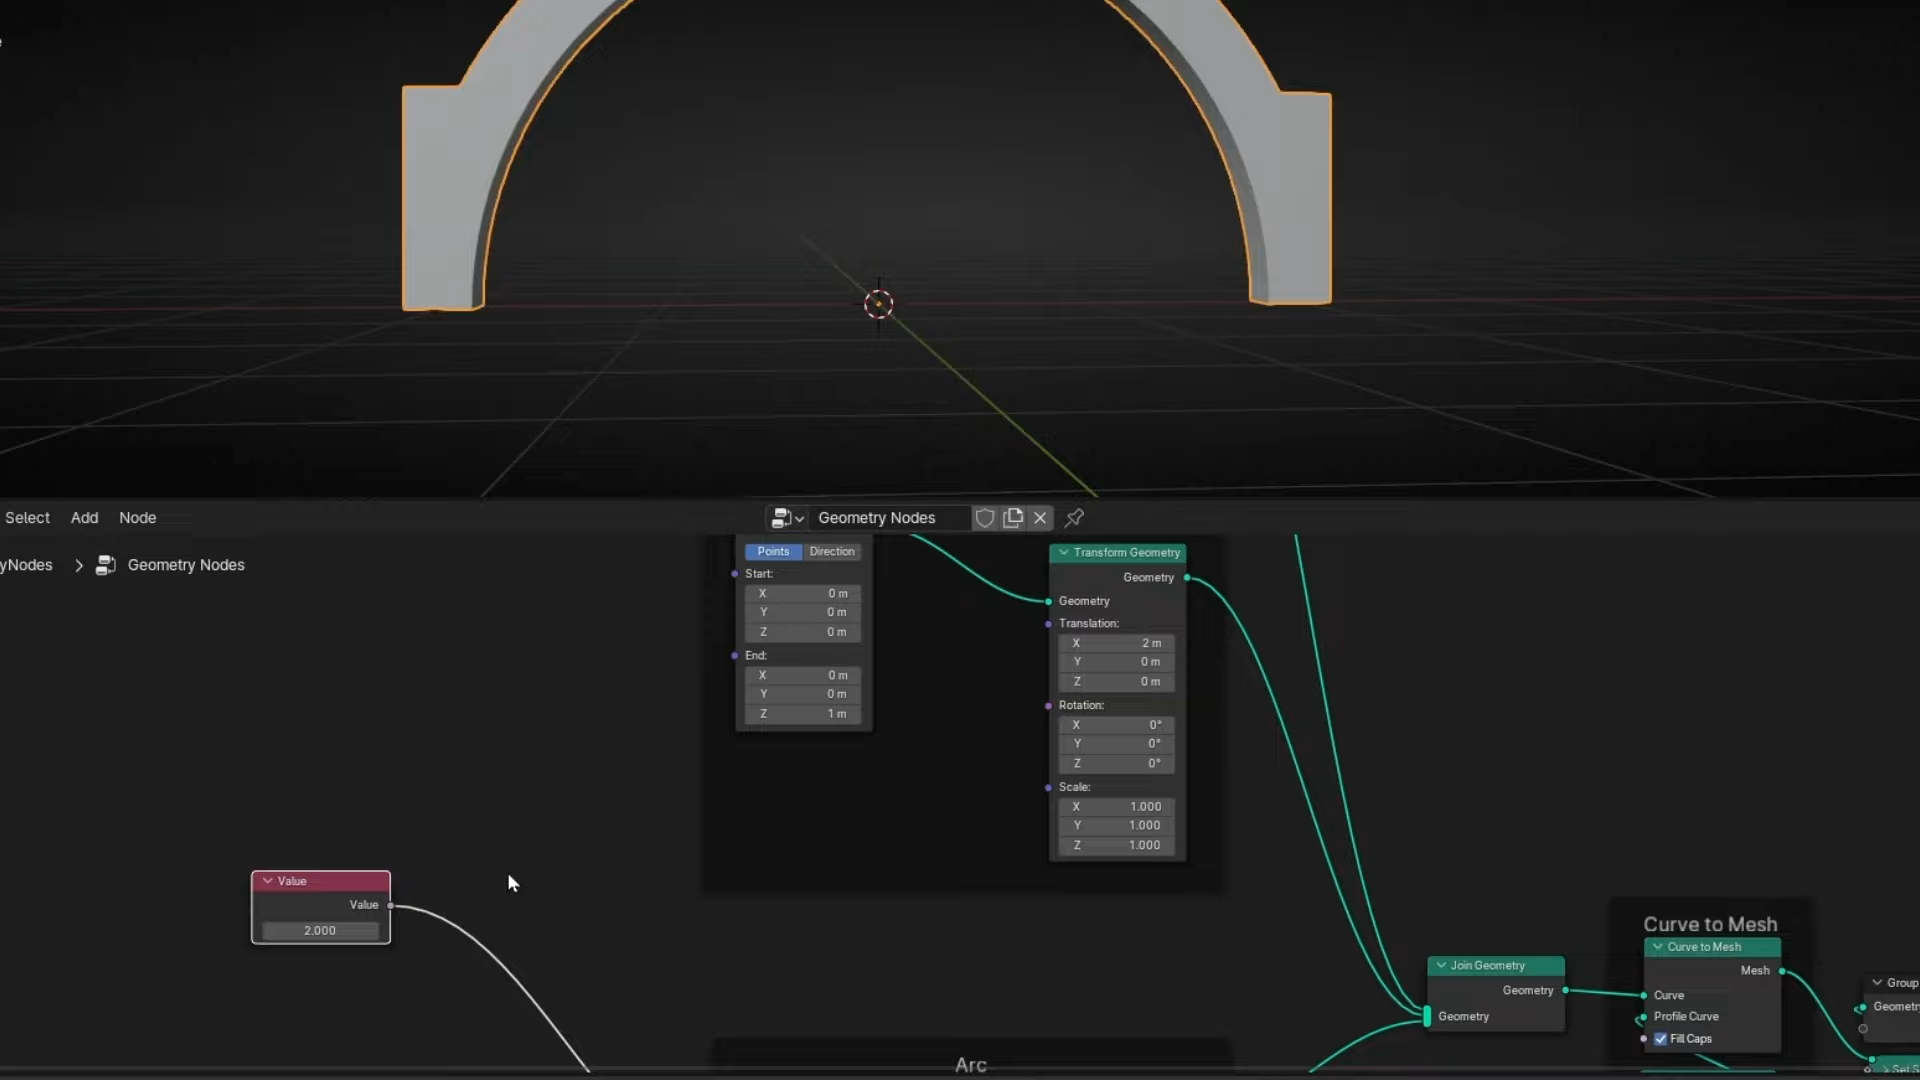 Select Add Node
Geometry Nodes
yNodes > Geometry Nodes
Points Direction
Start:
X 0 m
Y 0 m
Z 0 m
End:
X 0 m
Y 0 m
Z 1 m
Transform Geometry
Geometry
Geometry
Translation:
X 2 m
Y 0 m
Z 0 m
Rotation:
X 0°
Y 0°
Z 0°
Scale:
X 1.000
Y 1.000
Z 1.000
Value
Value
2.000
Join Geometry
Geometry
Geometry
Curve to Mesh
Curve to Mesh
Mesh
Curve
Profile Curve
Fill Caps
Group
Geometry
Set S
Arc